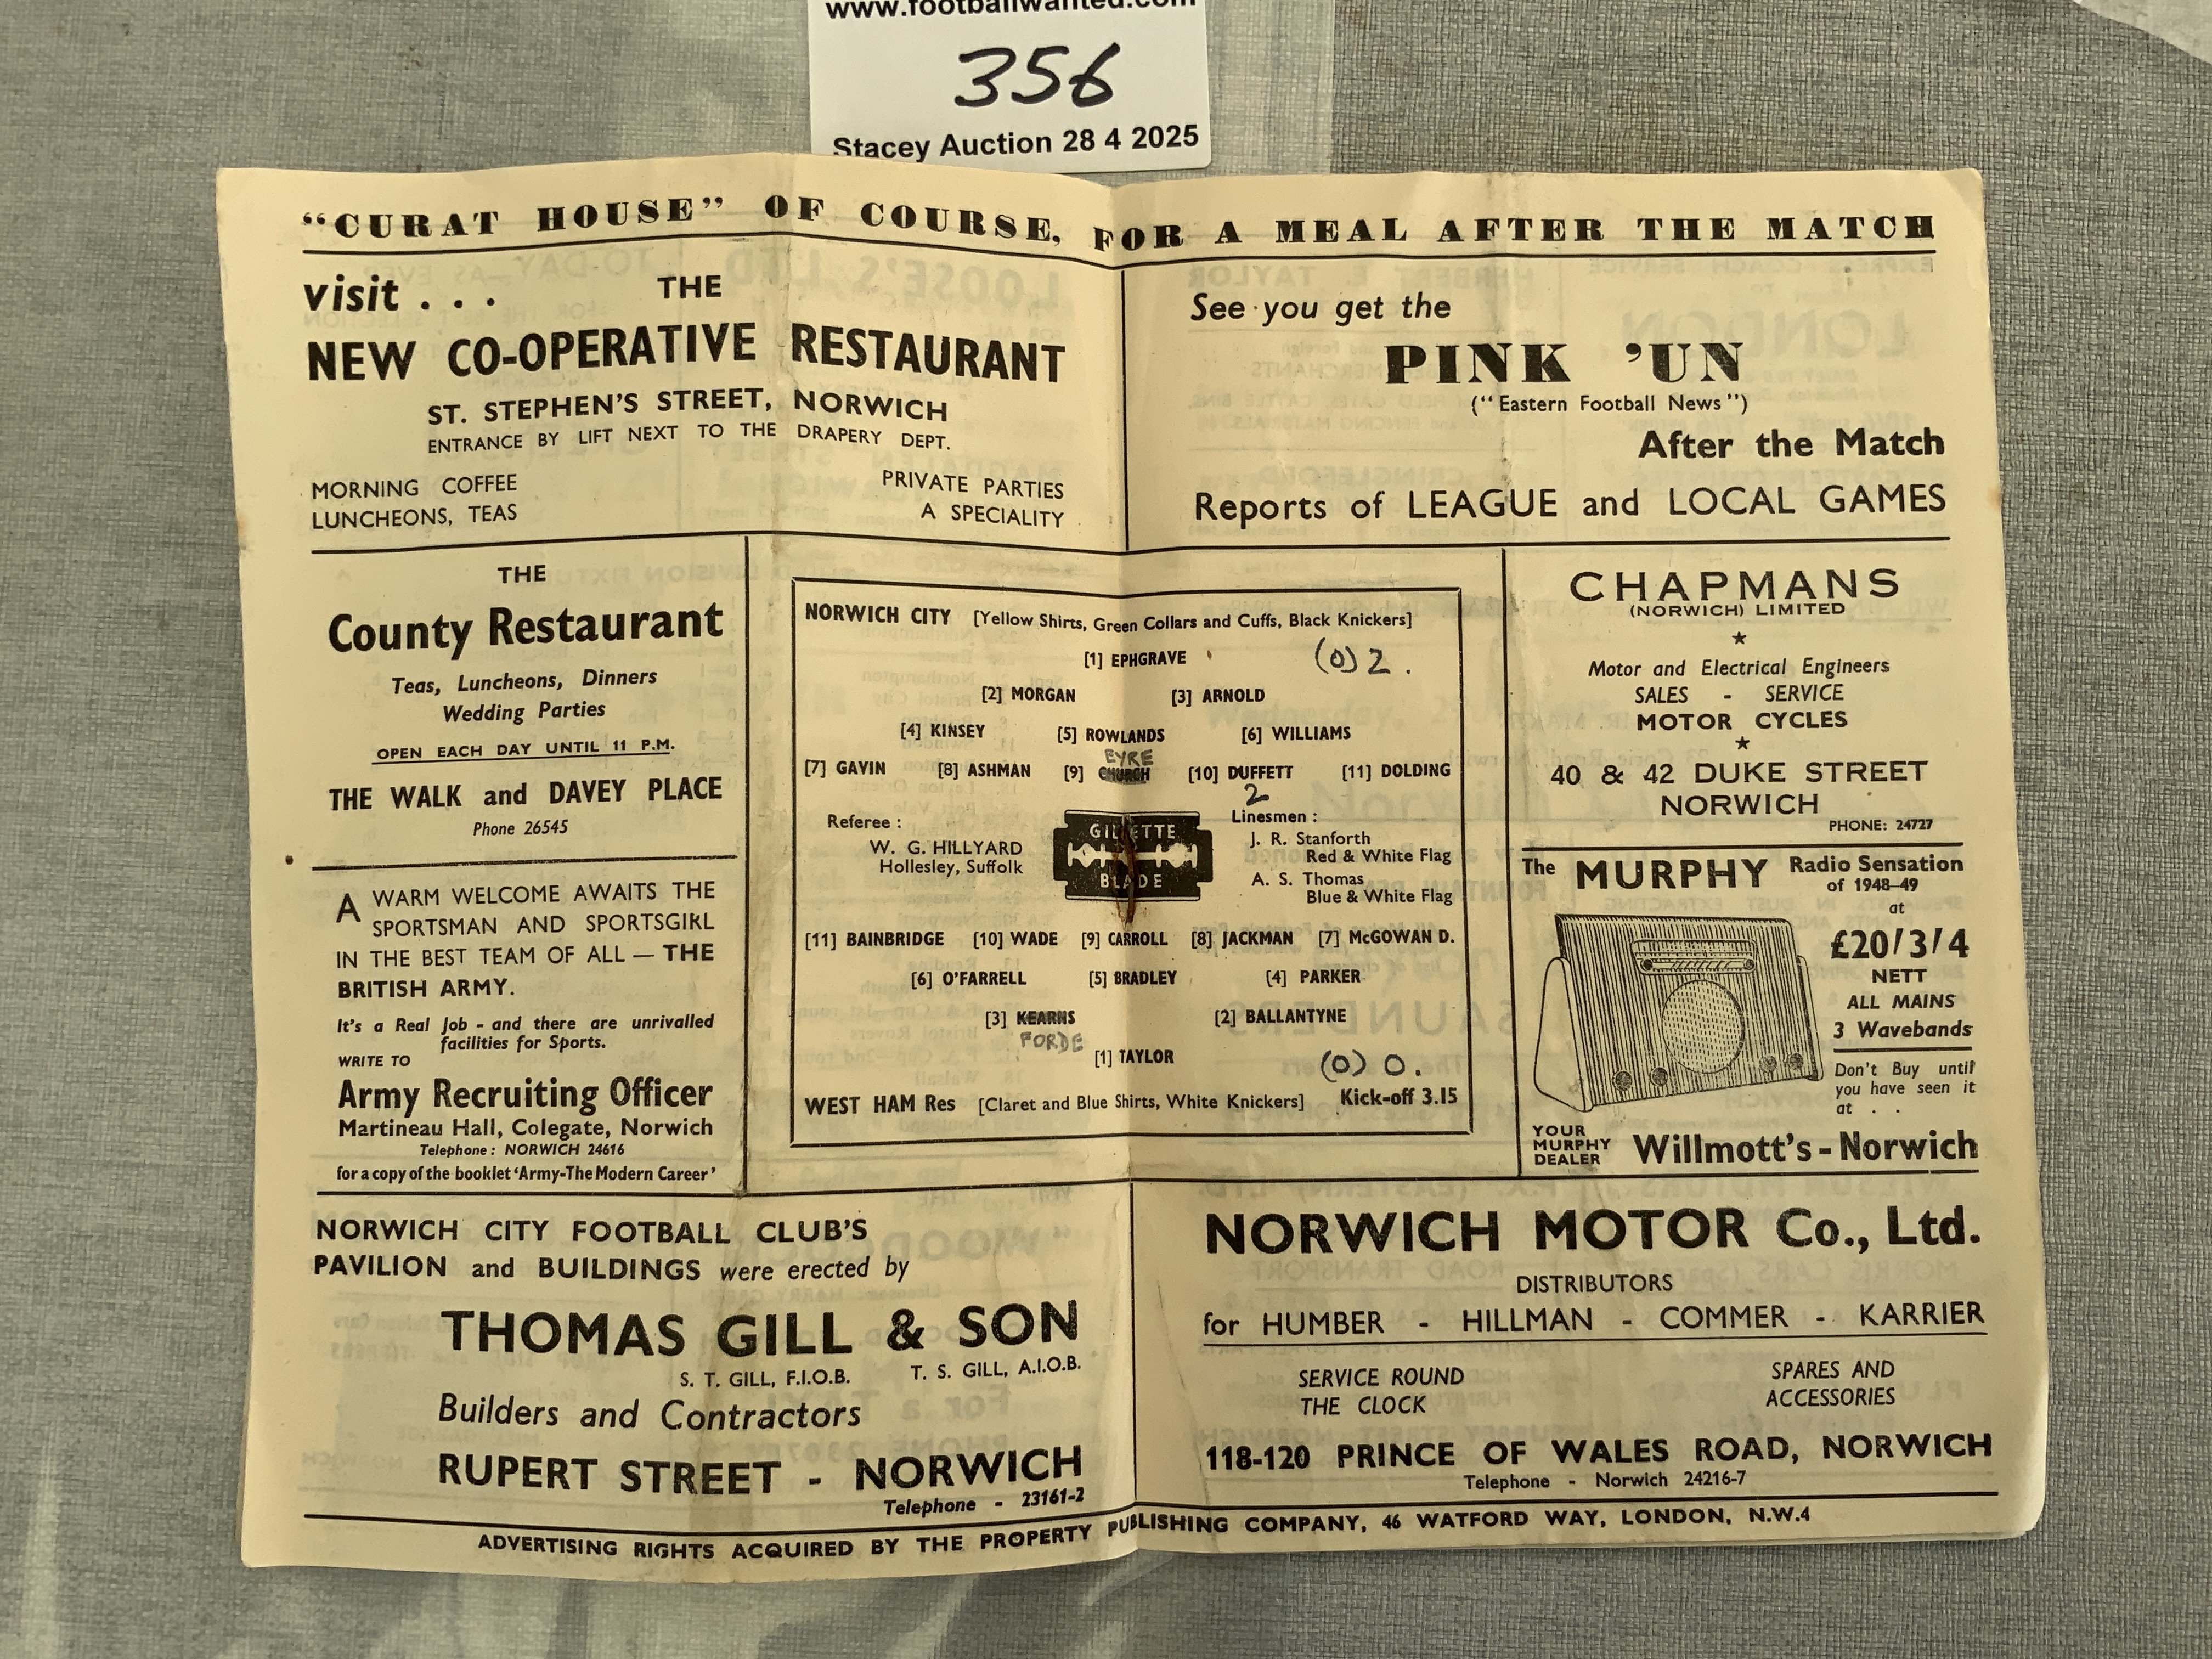 www.footballwanted.com
356
Stacey Auction 28 4 2025
"CURAT HOUSE" OF COURSE, FOR A MEAL AFTER THE MATCH
visit . . . THE
NEW CO-OPERATIVE RESTAURANT
ST. STEPHEN'S STREET, NORWICH
ENTRANCE BY LIFT NEXT TO THE DRAPERY DEPT.
MORNING COFFEE
LUNCHEONS, TEAS
PRIVATE PARTIES
A SPECIALITY
See you get the
PINK 'UN
("Eastern Football News")
After the Match
Reports of LEAGUE and LOCAL GAMES
THE
County Restaurant
Teas, Luncheons, Dinners
Wedding Parties
OPEN EACH DAY UNTIL 11 P.M.
THE WALK and DAVEY PLACE
Phone 26545
A WARM WELCOME AWAITS THE
SPORTSMAN AND SPORTSGIRL
IN THE BEST TEAM OF ALL — THE
BRITISH ARMY.
It's a Real Job - and there are unrivalled
facilities for Sports.
WRITE TO
Army Recruiting Officer
Martineau Hall, Colegate, Norwich
Telephone: NORWICH 24616
for a copy of the booklet 'Army-The Modern Career'
NORWICH CITY [Yellow Shirts, Green Collars and Cuffs, Black Knickers]
[1] EPHGRAVE (0) 2.
[2] MORGAN [3] ARNOLD
[4] KINSEY [5] ROWLANDS [6] WILLIAMS
EYRE
[7] GAVIN [8] ASHMAN [9] CHURCH [10] DUFFETT [11] DOLDING
2
Referee :
W. G. HILLYARD
Hollesley, Suffolk
GILLETTE
BLADE
Linesmen :
J. R. Stanforth
Red & White Flag
A. S. Thomas
Blue & White Flag
[11] BAINBRIDGE [10] WADE [9] CARROLL [8] JACKMAN [7] McGOWAN D.
[6] O'FARRELL [5] BRADLEY [4] PARKER
[3] KEARNS [2] BALLANTYNE
FORDE
[1] TAYLOR (0) 0.
WEST HAM Res [Claret and Blue Shirts, White Knickers] Kick-off 3.15
CHAPMANS
(NORWICH) LIMITED
Motor and Electrical Engineers
SALES - SERVICE
MOTOR CYCLES
40 & 42 DUKE STREET
NORWICH
PHONE: 24727
The MURPHY Radio Sensation
of 1948-49
at
£20/3/4
NETT
ALL MAINS
3 Wavebands
Don't Buy until
you have seen it
at . .
YOUR
MURPHY
DEALER
Willmott's - Norwich
NORWICH CITY FOOTBALL CLUB'S
PAVILION and BUILDINGS were erected by
THOMAS GILL & SON
S. T. GILL, F.I.O.B. T. S. GILL, A.I.O.B.
Builders and Contractors
RUPERT STREET - NORWICH
Telephone - 23161-2
NORWICH MOTOR Co., Ltd.
DISTRIBUTORS
for HUMBER - HILLMAN - COMMER - KARRIER
SERVICE ROUND
THE CLOCK
SPARES AND
ACCESSORIES
118-120 PRINCE OF WALES ROAD, NORWICH
Telephone - Norwich 24216-7
ADVERTISING RIGHTS ACQUIRED BY THE PROPERTY PUBLISHING COMPANY, 46 WATFORD WAY, LONDON, N.W.4